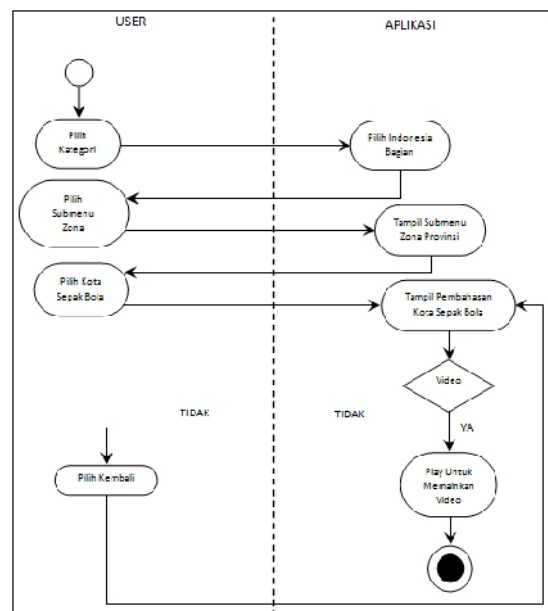 USER
APLIKASI
Pilih
Kategori
Pilih Indonesia
Bagian
Pilih
Submenu
Zona
Tampil Submenu
Zona Provinsi
Pilih Kota
Sepak Bola
Tampil Pembahasan
Kota Sepak Bola
Video
TIDAK
TIDAK
YA
Pilih Kembali
Play Untuk
Memainkan
Video